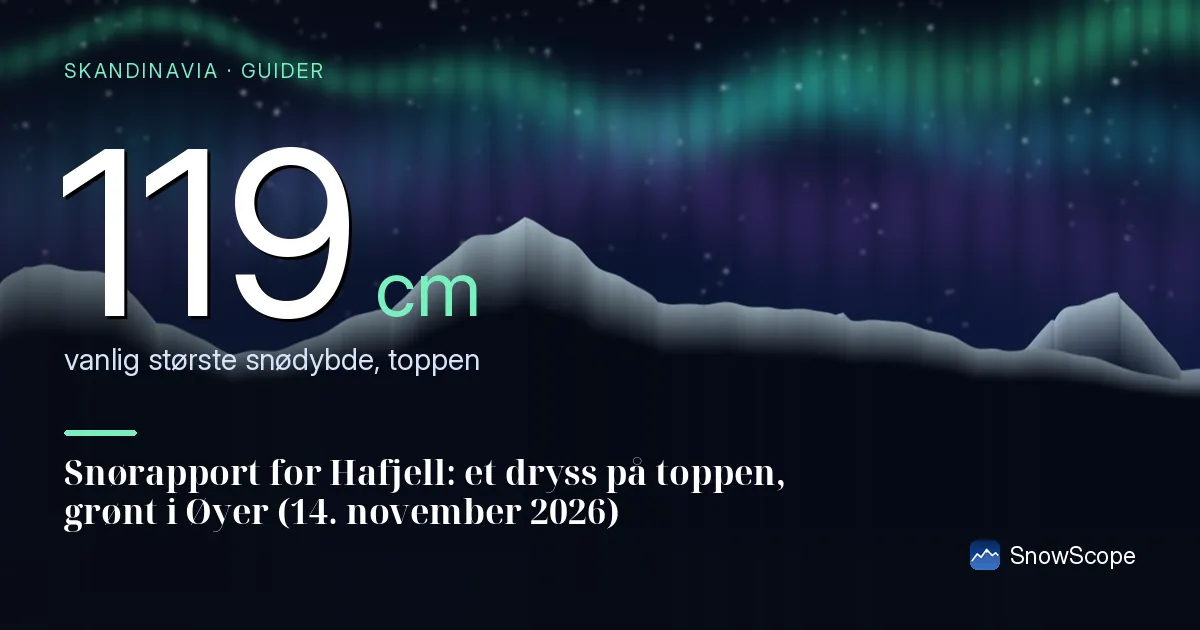 SKANDINAVIA · GUIDER
119 cm
vanlig største snødybde, toppen
Snørapport for Hafjell: et dryss på toppen,
grønt i Øyer (14. november 2026)
SnowScope